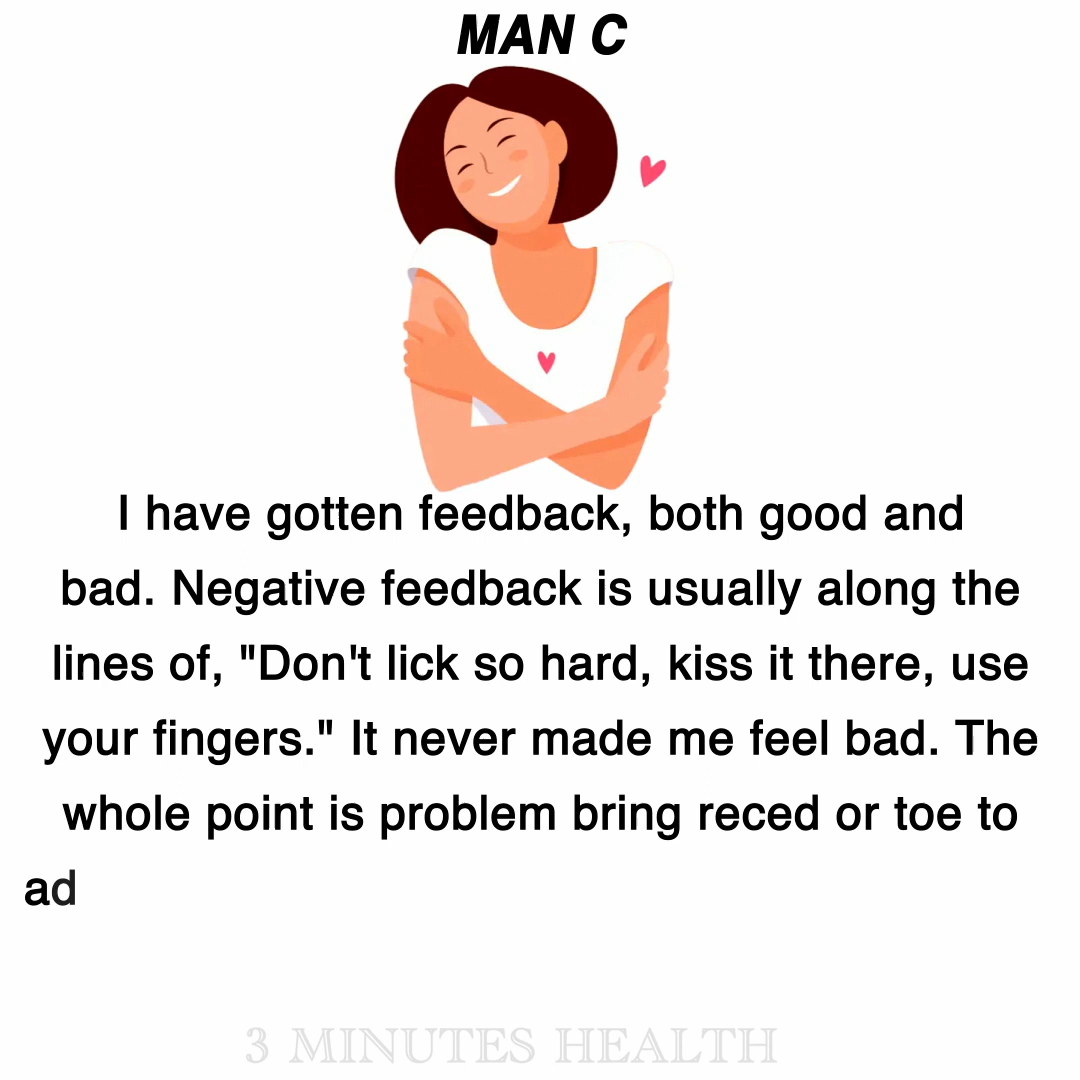 MAN C
I have gotten feedback, both good and
bad. Negative feedback is usually along the
lines of, "Don't lick so hard, kiss it there, use
your fingers." It never made me feel bad. The
whole point is problem bring reced or toe to
ad
3 MINUTES HEALTH